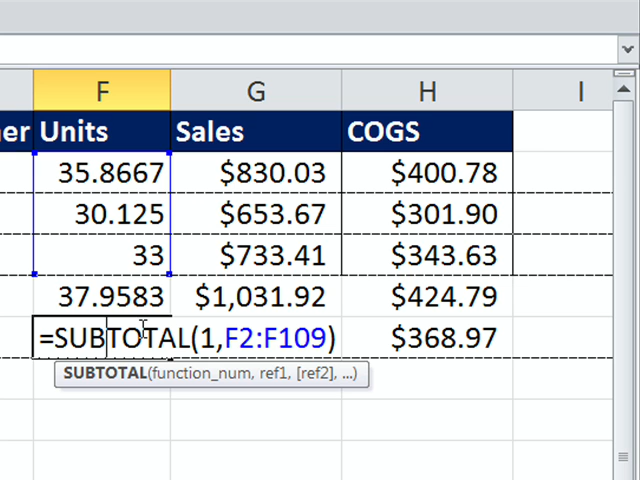 F G H I
er Units Sales COGS
35.8667 $830.03 $400.78
30.125 $653.67 $301.90
33 $733.41 $343.63
37.9583 $1,031.92 $424.79
=SUBTOTAL(1,F2:F109) $368.97
SUBTOTAL(function_num, ref1, [ref2], ...)